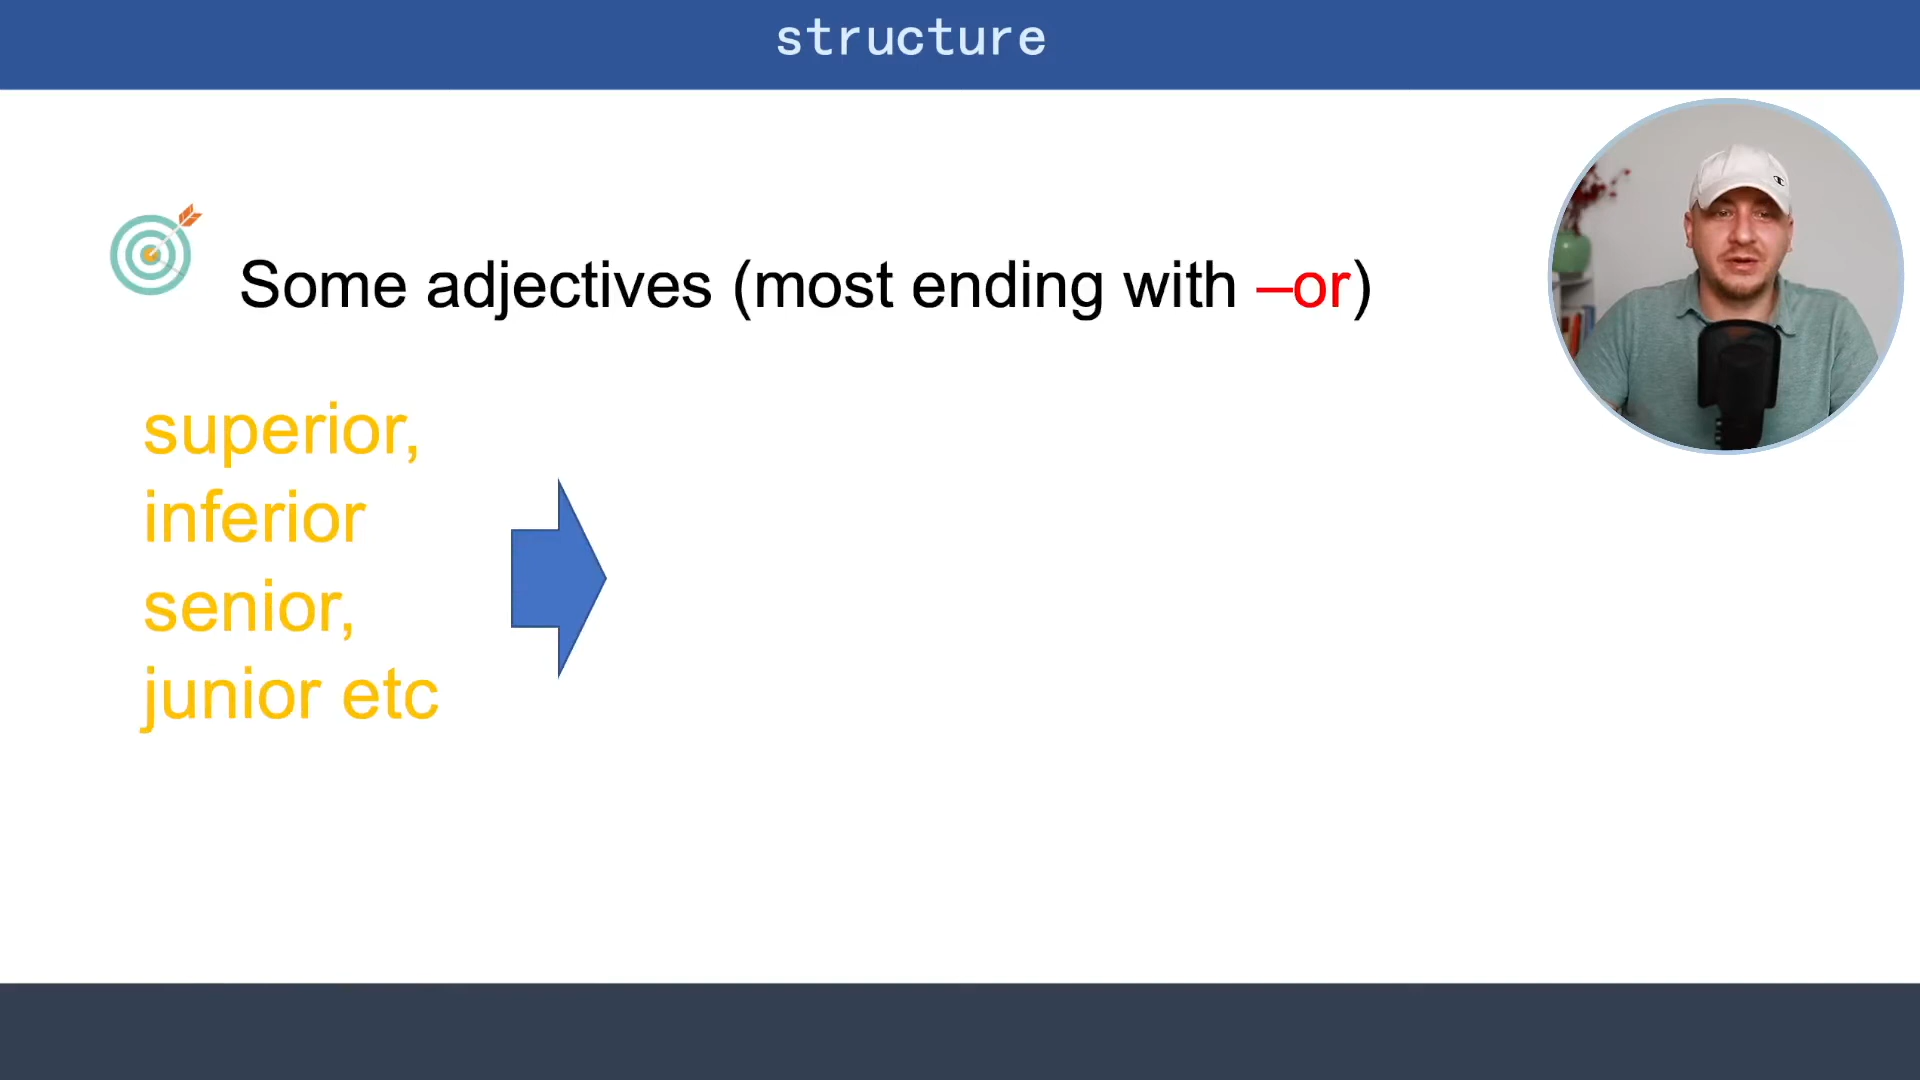 structure
Some adjectives (most ending with –or)
superior,
inferior
senior,
junior etc